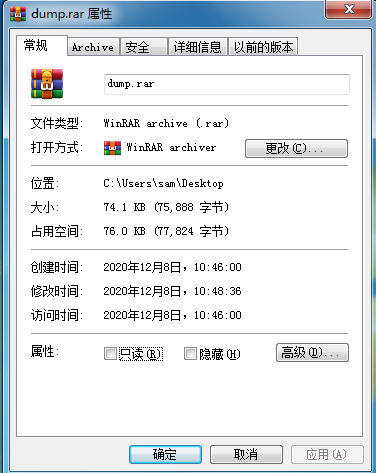 dump.rar 属性
常规 Archive 安全 详细信息 以前的版本
dump.rar
文件类型: WinRAR archive (.rar)
打开方式: WinRAR archiver 更改(C)...
位置: C:\Users\sam\Desktop
大小: 74.1 KB (75,888 字节)
占用空间: 76.0 KB (77,824 字节)
创建时间: 2020年12月8日，10:46:00
修改时间: 2020年12月8日，10:48:36
访问时间: 2020年12月8日，10:46:00
属性: 只读(R) 隐藏(H) 高级(D)...
确定 取消 应用(A)